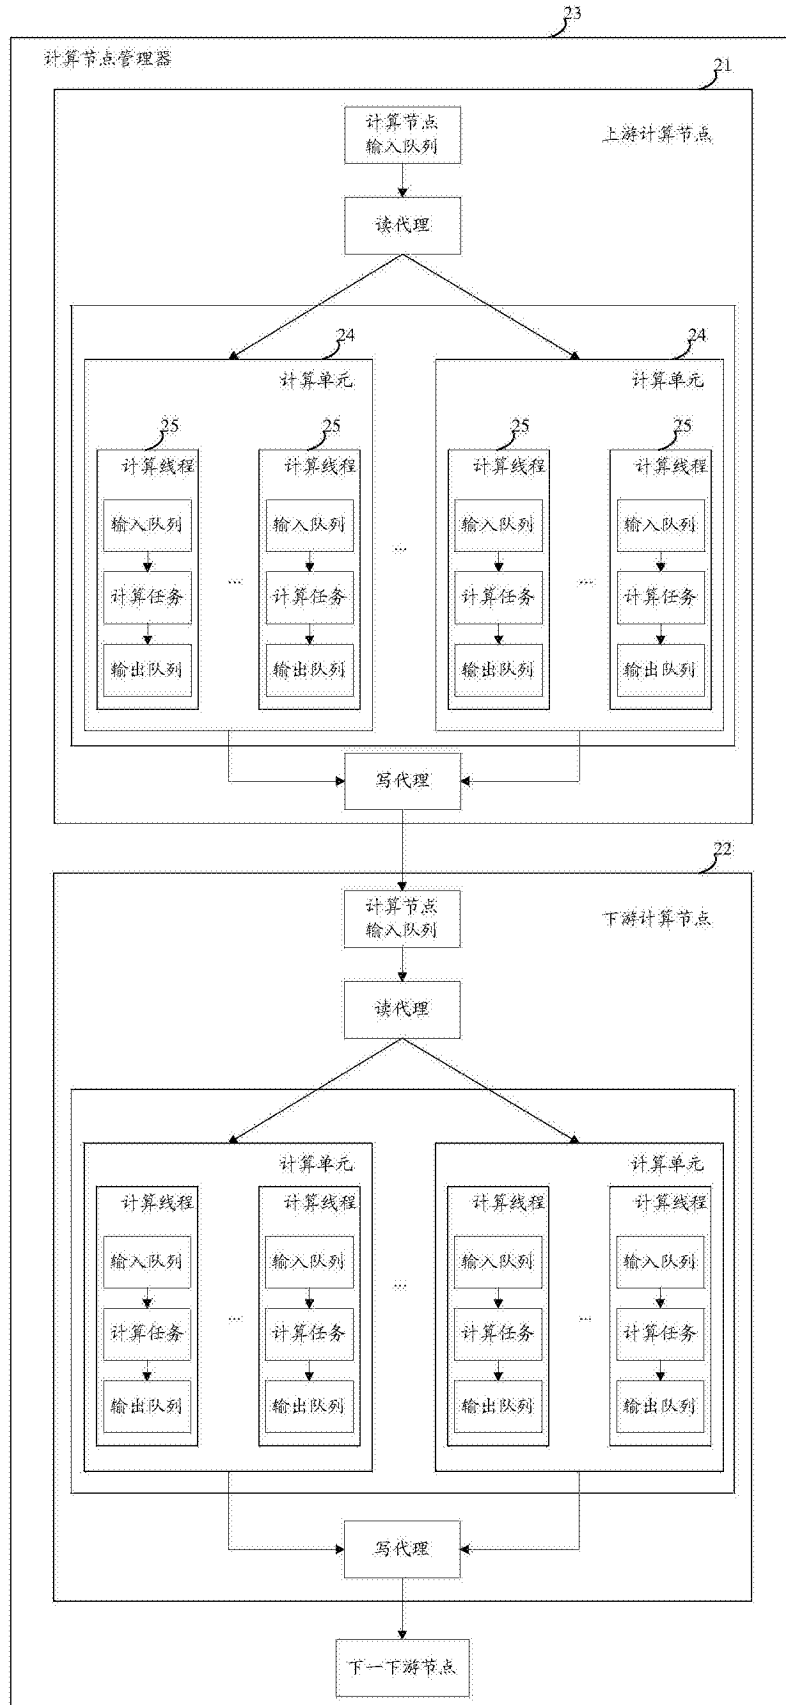 23
计算节点管理器
21
计算节点
输入队列
上游计算节点
读代理
24
24
计算单元
计算单元
25
25
25
25
计算线程
计算线程
计算线程
计算线程
输入队列
输入队列
输入队列
输入队列
...
...
...
计算任务
计算任务
计算任务
计算任务
输出队列
输出队列
输出队列
输出队列
写代理
22
计算节点
输入队列
下游计算节点
读代理
计算单元
计算单元
计算线程
计算线程
计算线程
计算线程
输入队列
输入队列
输入队列
输入队列
...
...
...
计算任务
计算任务
计算任务
计算任务
输出队列
输出队列
输出队列
输出队列
写代理
下一下游节点